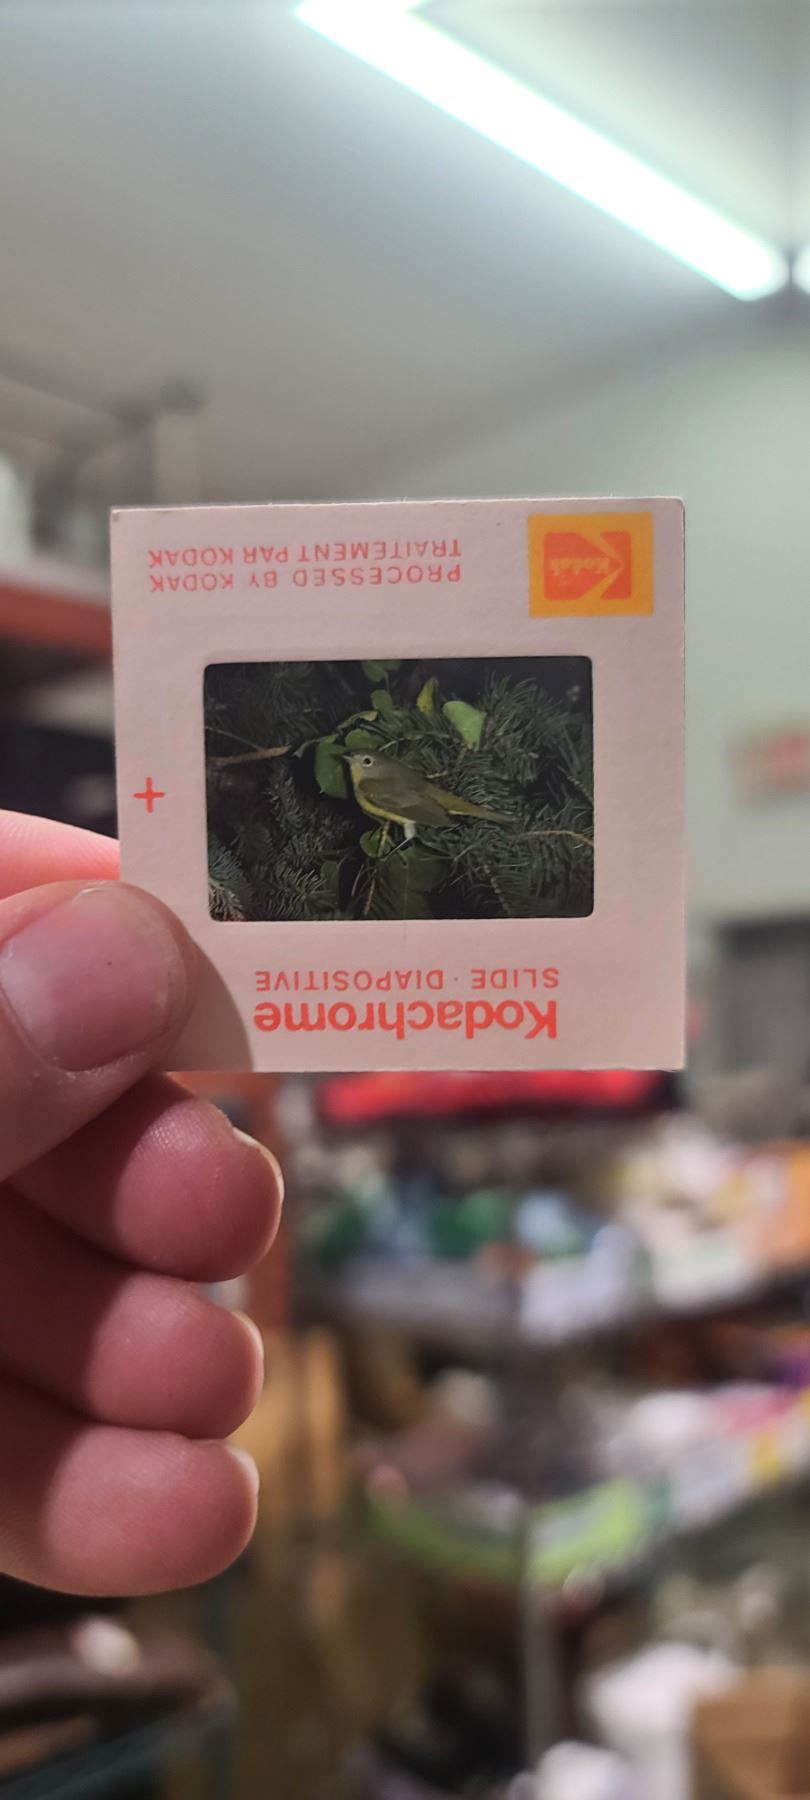 Kodachrome
SLIDE · DIAPOSITIVE
+
Kodak
PROCESSED BY KODAK
TRAITEMENT PAR KODAK